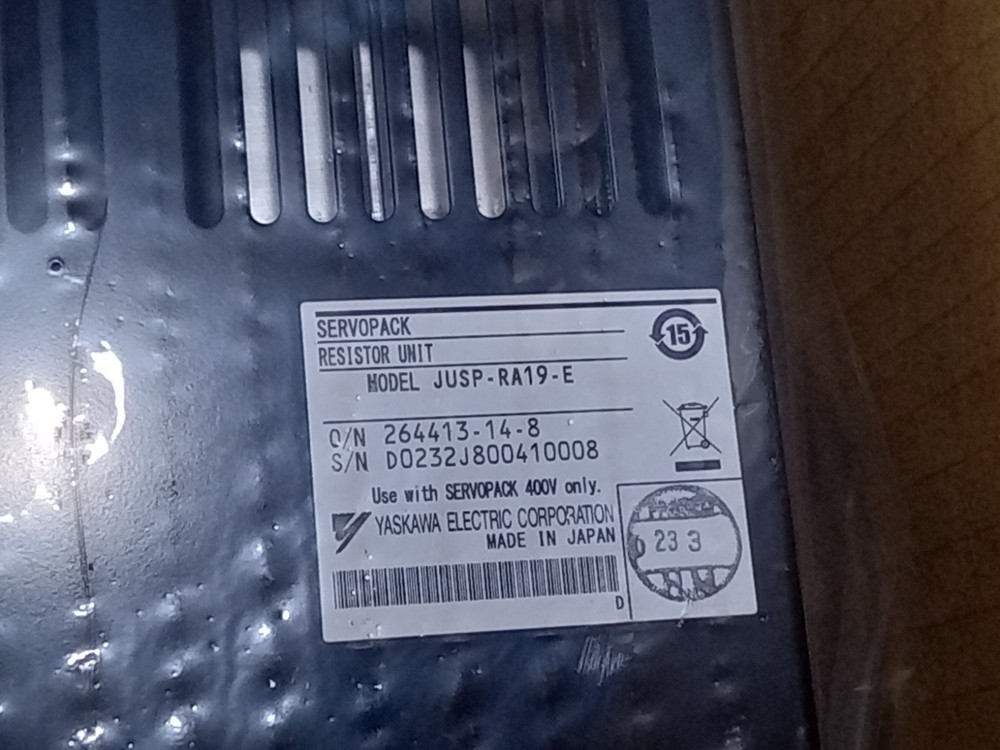 SERVOPACK
RESISTOR UNIT
MODEL JUSP-RA19-E
15
O/N 264413-14-8
S/N D0232J800410008
Use with SERVOPACK 400V only.
YASKAWA ELECTRIC CORPORATION
MADE IN JAPAN
23 3
D